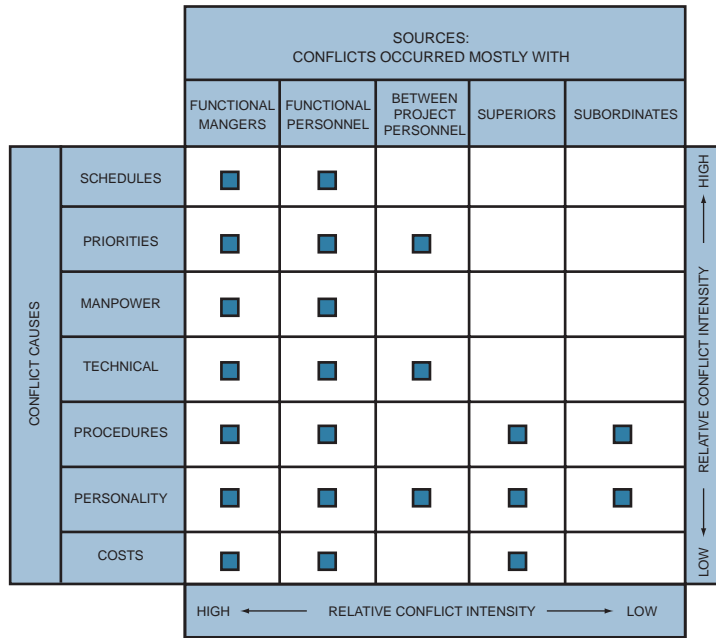 SOURCES:
CONFLICTS OCCURRED MOSTLY WITH
FUNCTIONAL
MANGERS
FUNCTIONAL
PERSONNEL
BETWEEN
PROJECT
PERSONNEL
SUPERIORS
SUBORDINATES
CONFLICT CAUSES
SCHEDULES
PRIORITIES
MANPOWER
TECHNICAL
PROCEDURES
PERSONALITY
COSTS
HIGH
RELATIVE CONFLICT INTENSITY
LOW
HIGH
RELATIVE CONFLICT INTENSITY
LOW